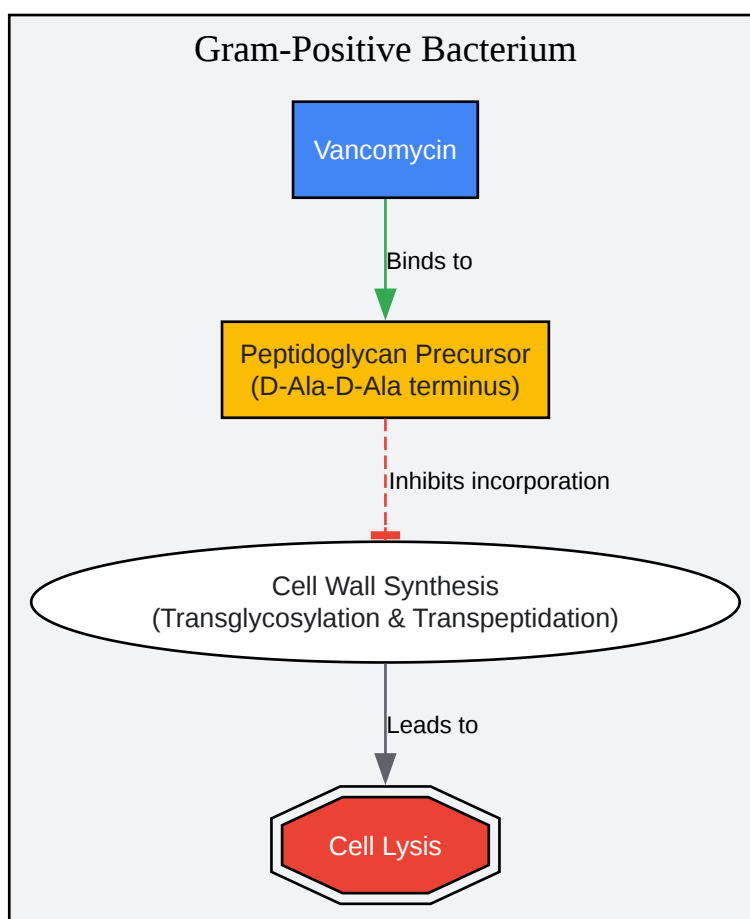 Gram-Positive Bacterium
Vancomycin
Binds to
Peptidoglycan Precursor
(D-Ala-D-Ala terminus)
Inhibits incorporation
Cell Wall Synthesis
(Transglycosylation & Transpeptidation)
Leads to
Cell Lysis